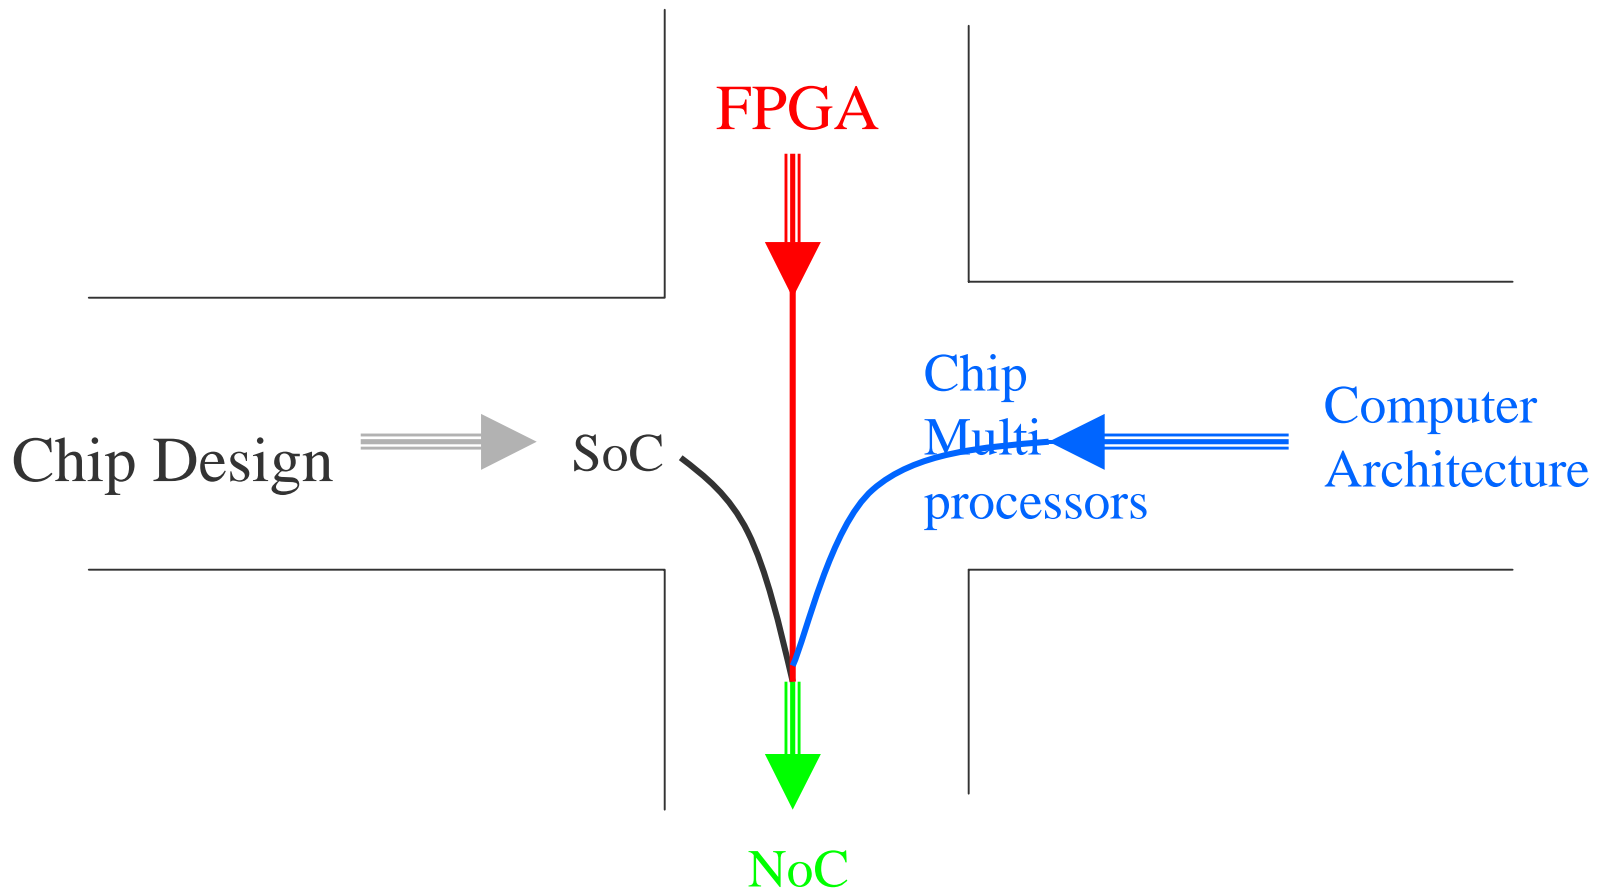 FPGA
Chip Design
SoC
Chip
Multi
processors
Computer
Architecture
NoC